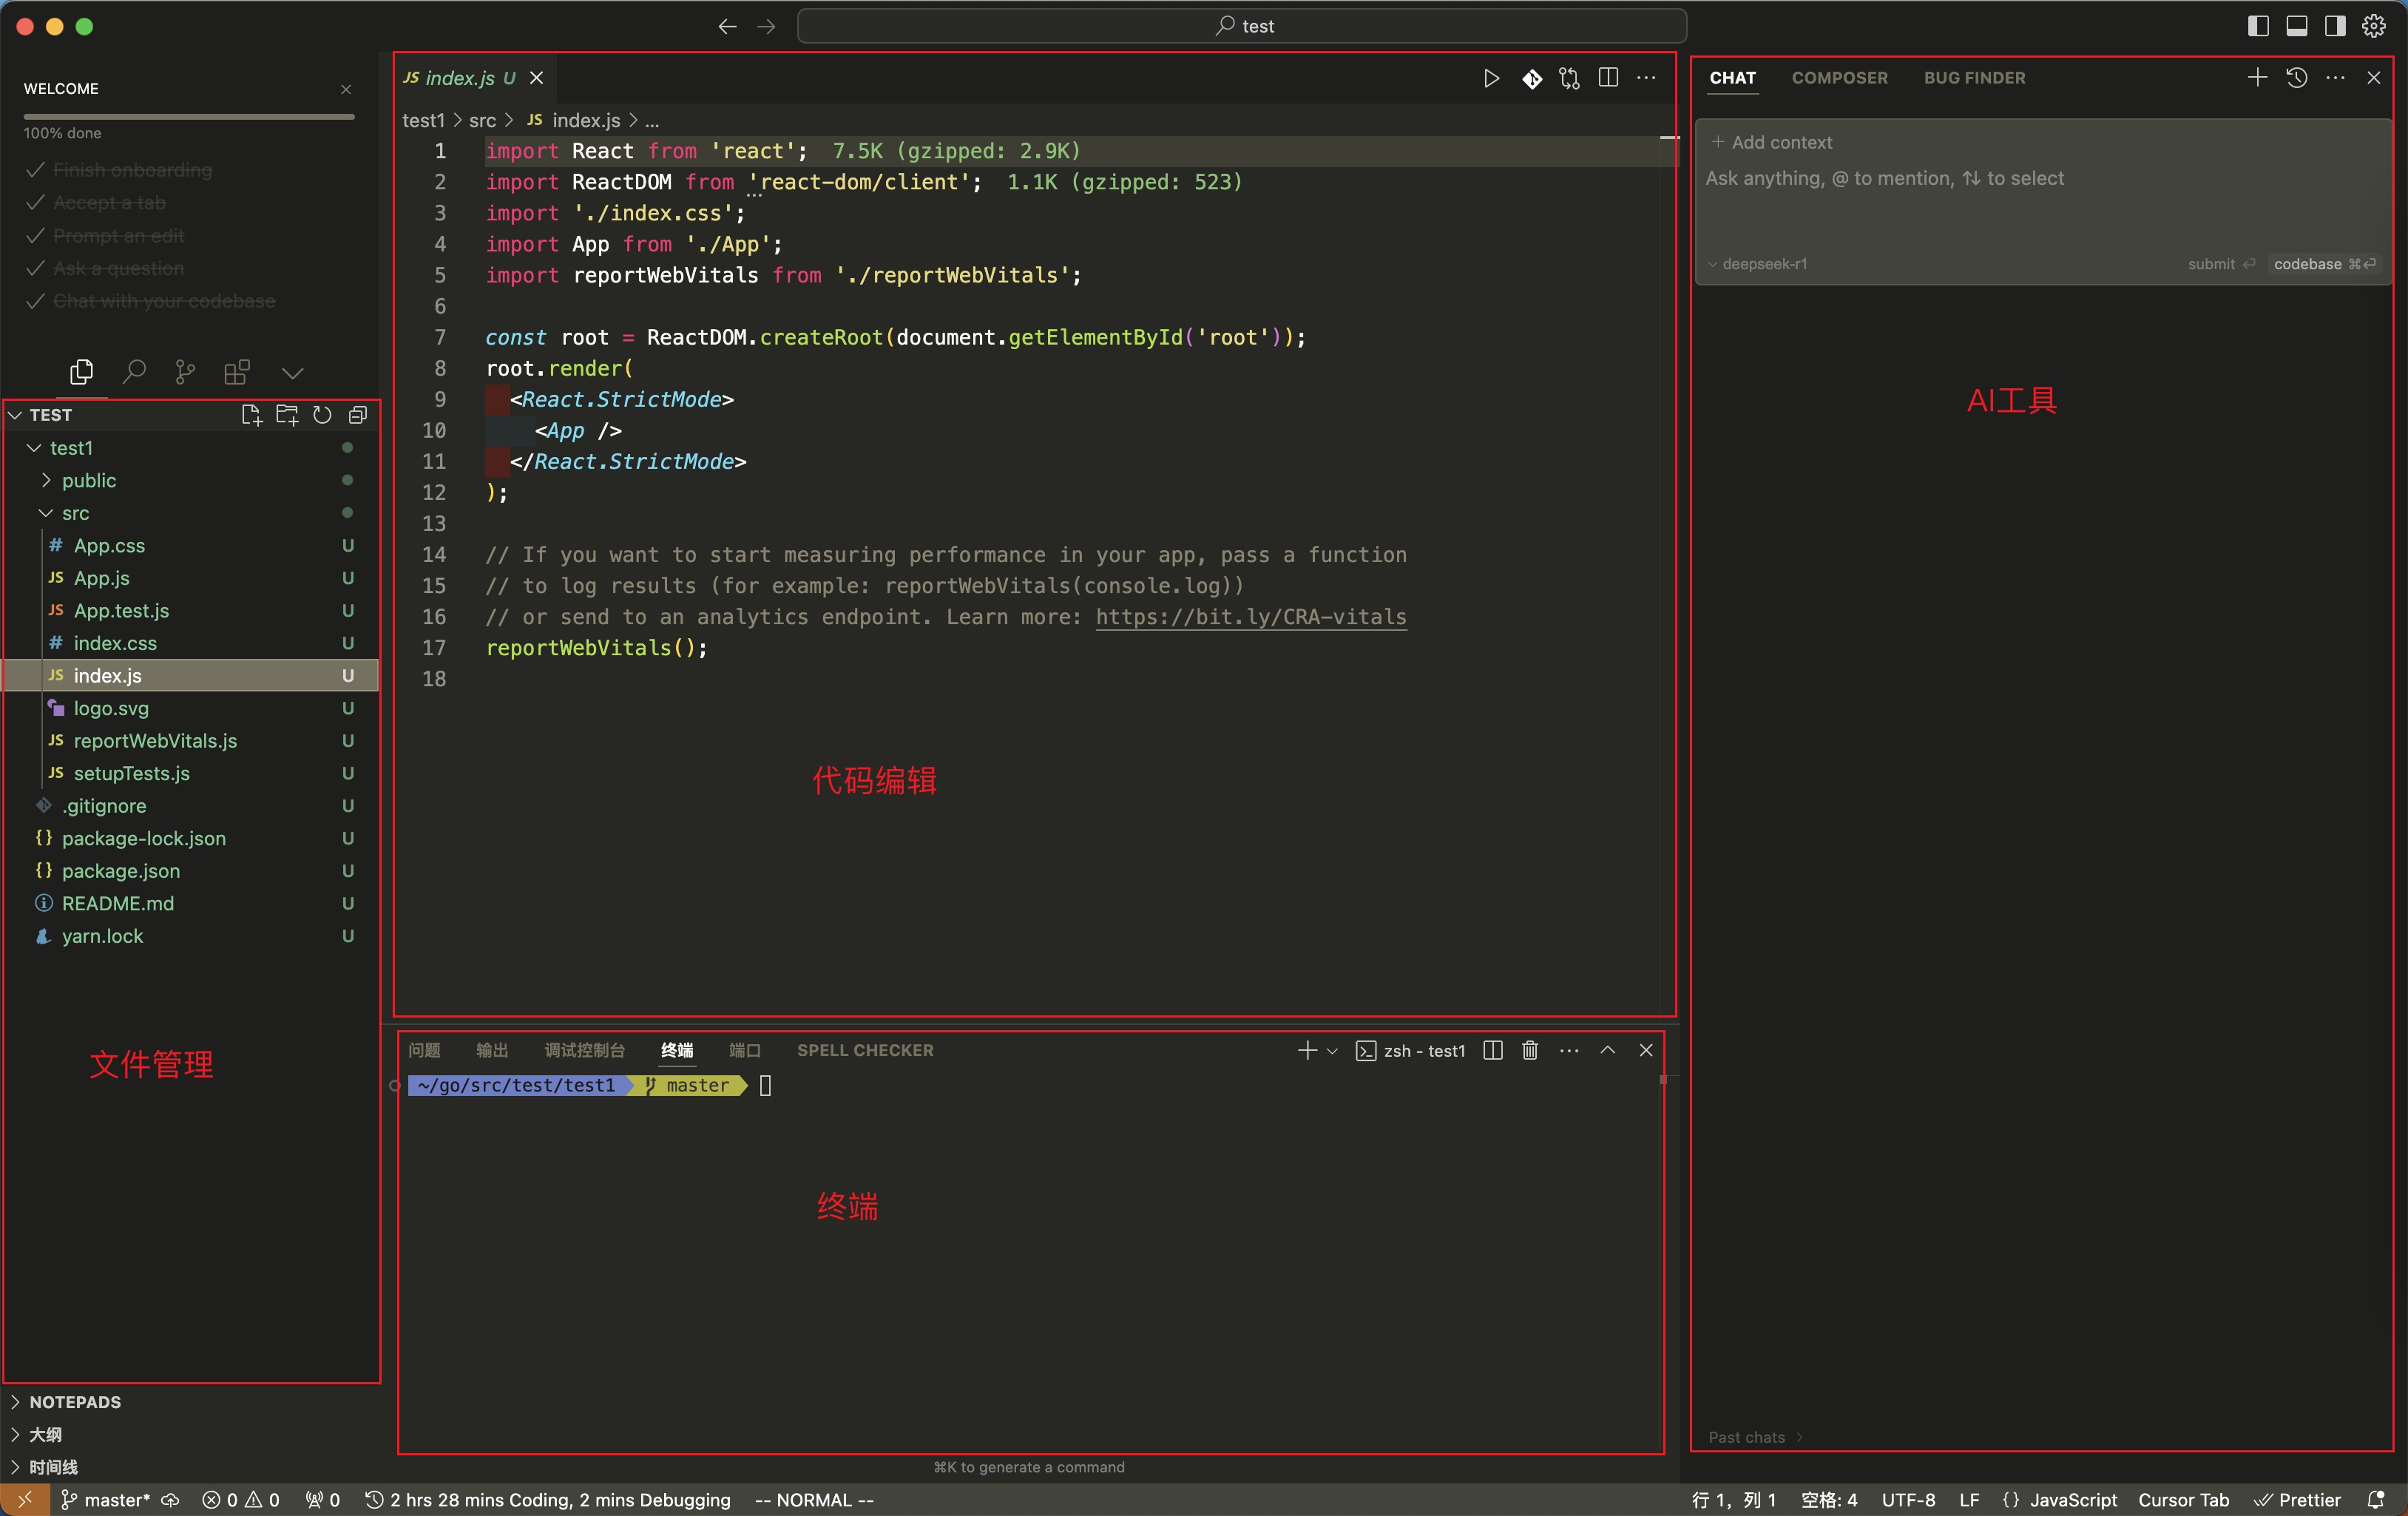 test
WELCOME
100% done
Finish onboarding
Accept a tab
Prompt an edit
Ask a question
Chat with your codebase
TEST
test1
public
src
App.css U
JS App.js U
JS App.test.js U
index.css U
JS index.js U
logo.svg U
JS reportWebVitals.js U
JS setupTests.js U
.gitignore U
{} package-lock.json U
{} package.json U
README.md U
yarn.lock U
文件管理
NOTEPADS
大纲
时间线
JS index.js U
test1 > src > JS index.js > ...
1 import React from 'react'; 7.5K (gzipped: 2.9K)
2 import ReactDOM from 'react-dom/client'; 1.1K (gzipped: 523)
3 import './index.css';
4 import App from './App';
5 import reportWebVitals from './reportWebVitals';
6
7 const root = ReactDOM.createRoot(document.getElementById('root'));
8 root.render(
9 <React.StrictMode>
10 <App />
11 </React.StrictMode>
12 );
13
14 // If you want to start measuring performance in your app, pass a function
15 // to log results (for example: reportWebVitals(console.log))
16 // or send to an analytics endpoint. Learn more: https://bit.ly/CRA-vitals
17 reportWebVitals();
18
代码编辑
问题 输出 调试控制台 终端 端口 SPELL CHECKER
zsh - test1
~/go/src/test/test1 master
终端
⌘K to generate a command
CHAT COMPOSER BUG FINDER
+ Add context
Ask anything, @ to mention, ⇅ to select
deepseek-r1 submit ⏎ codebase ⌘⏎
AI工具
Past chats >
master* 0 0 0 2 hrs 28 mins Coding, 2 mins Debugging -- NORMAL --
行 1，列 1 空格: 4 UTF-8 LF {} JavaScript Cursor Tab Prettier